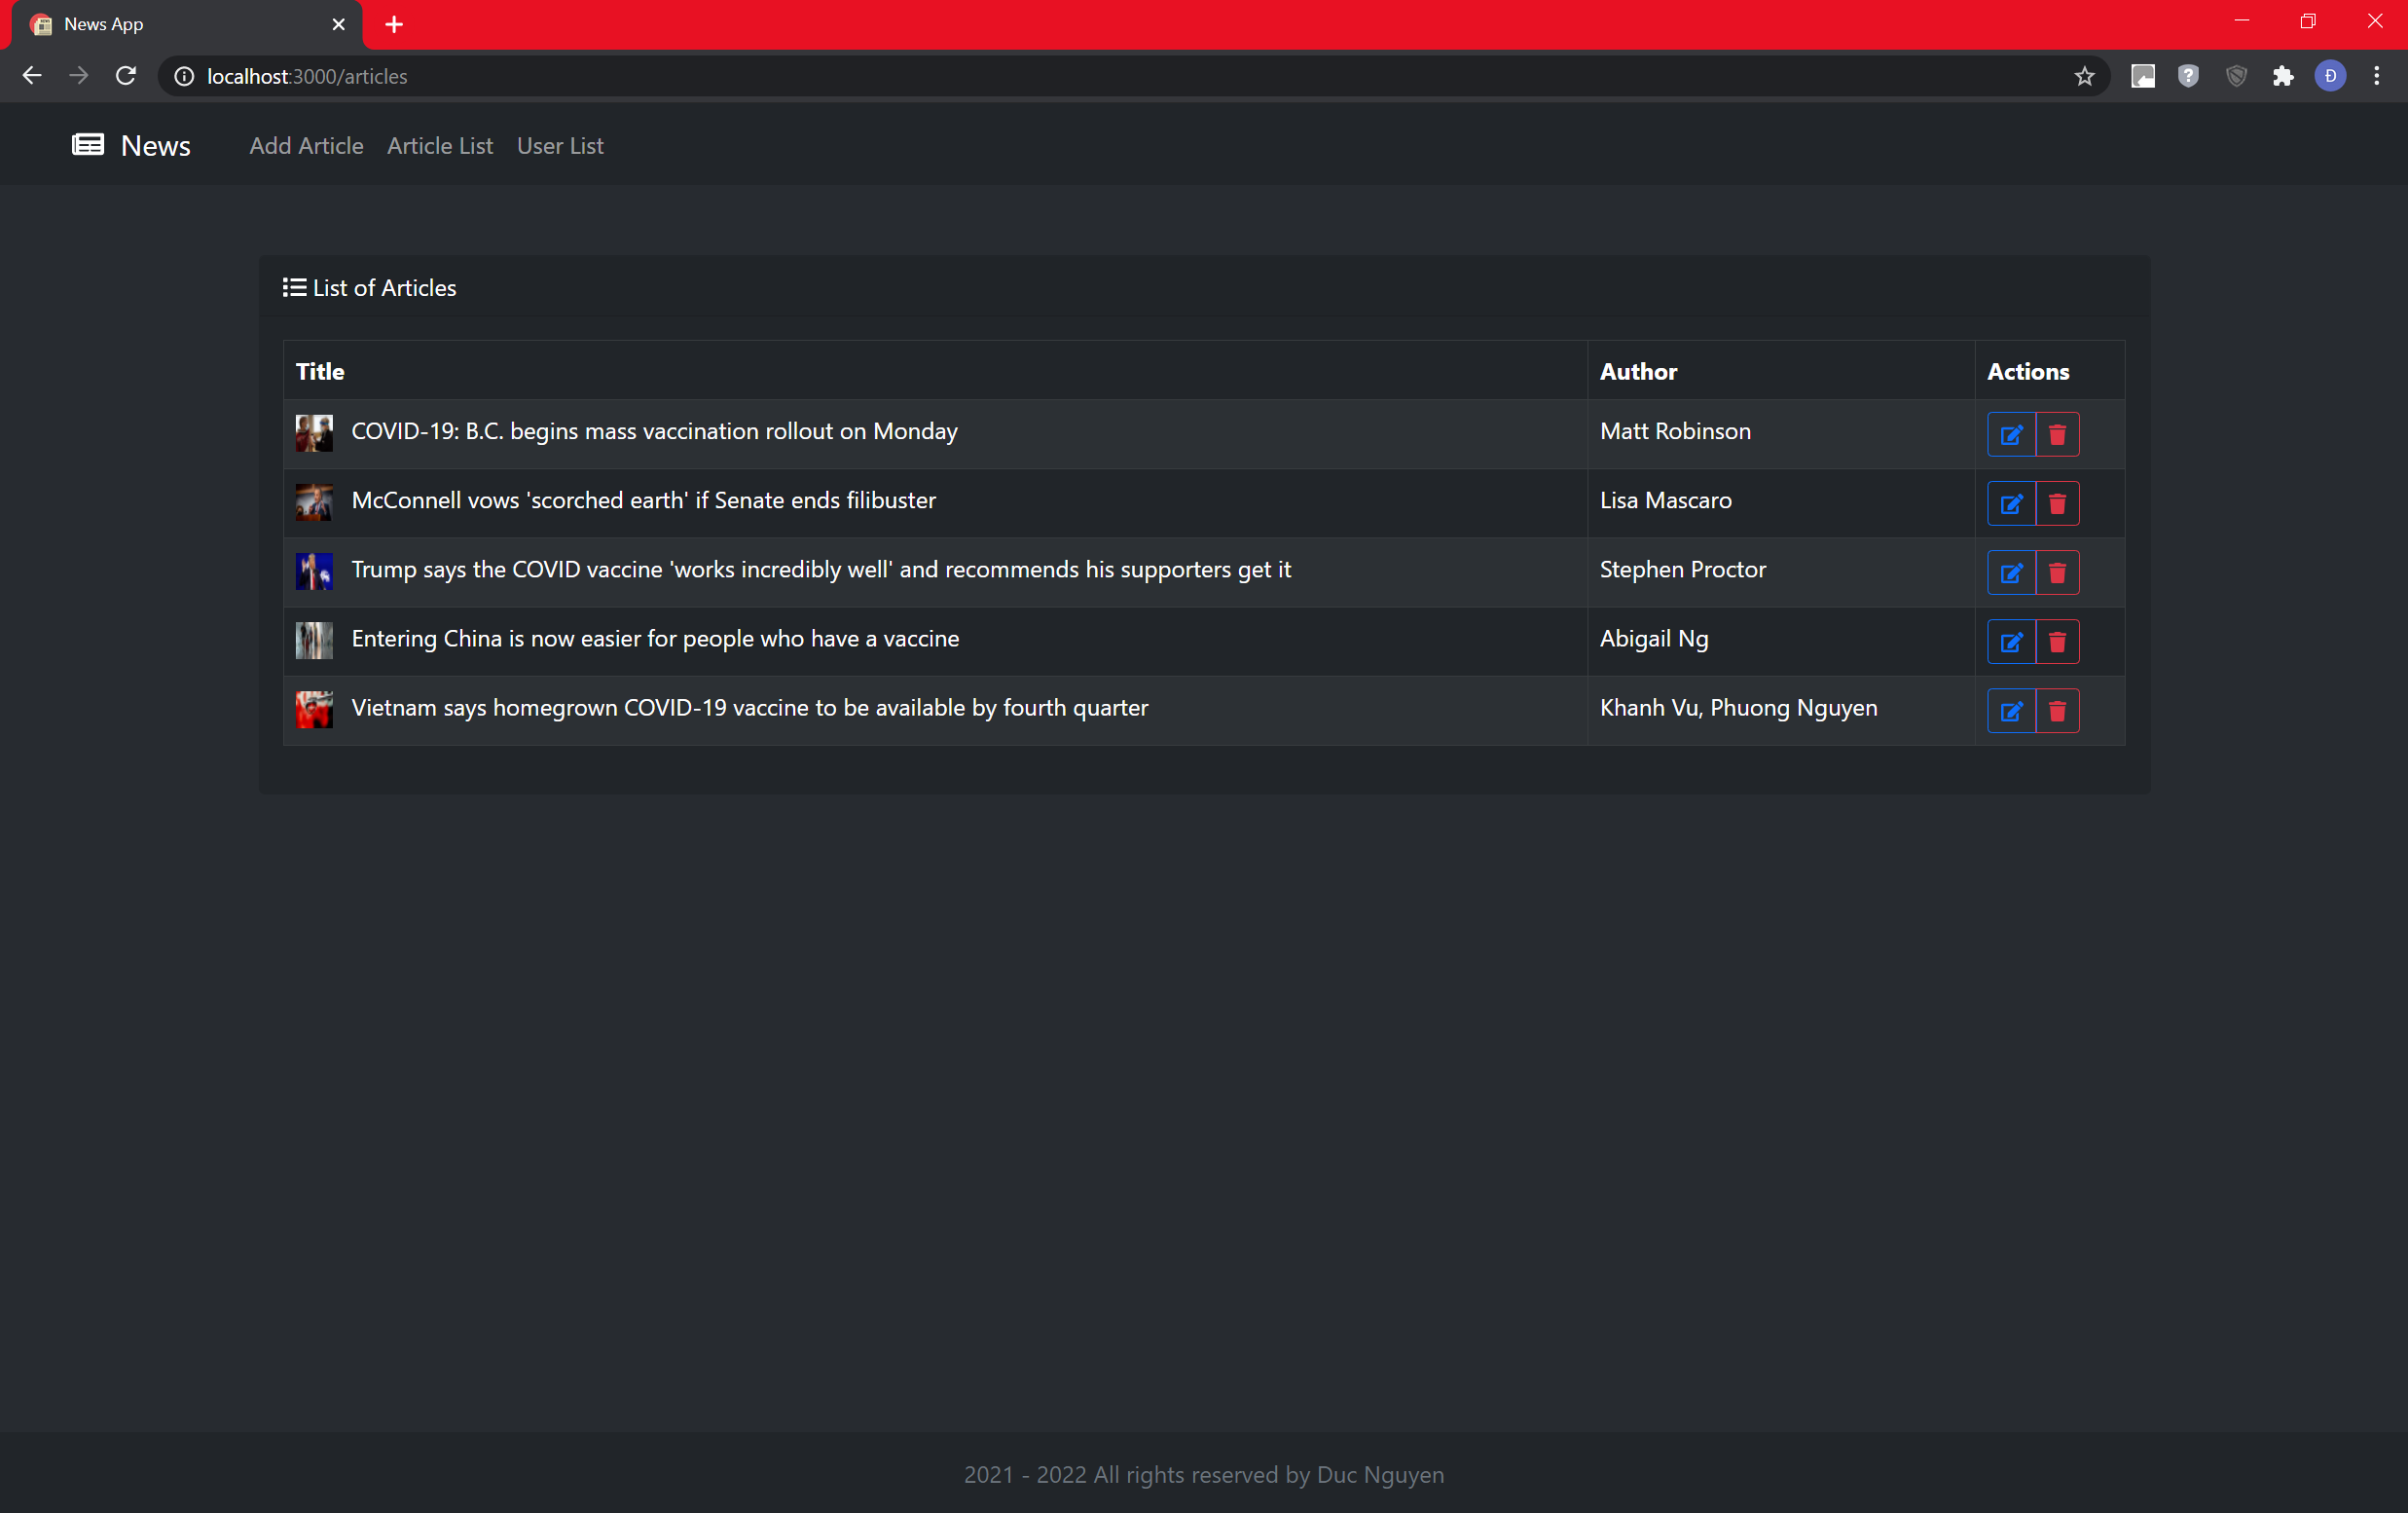 News App
localhost:3000/articles
Đ
News Add Article Article List User List
List of Articles
Title Author Actions
COVID-19: B.C. begins mass vaccination rollout on Monday Matt Robinson
McConnell vows 'scorched earth' if Senate ends filibuster Lisa Mascaro
Trump says the COVID vaccine 'works incredibly well' and recommends his supporters get it Stephen Proctor
Entering China is now easier for people who have a vaccine Abigail Ng
Vietnam says homegrown COVID-19 vaccine to be available by fourth quarter Khanh Vu, Phuong Nguyen
2021 - 2022 All rights reserved by Duc Nguyen